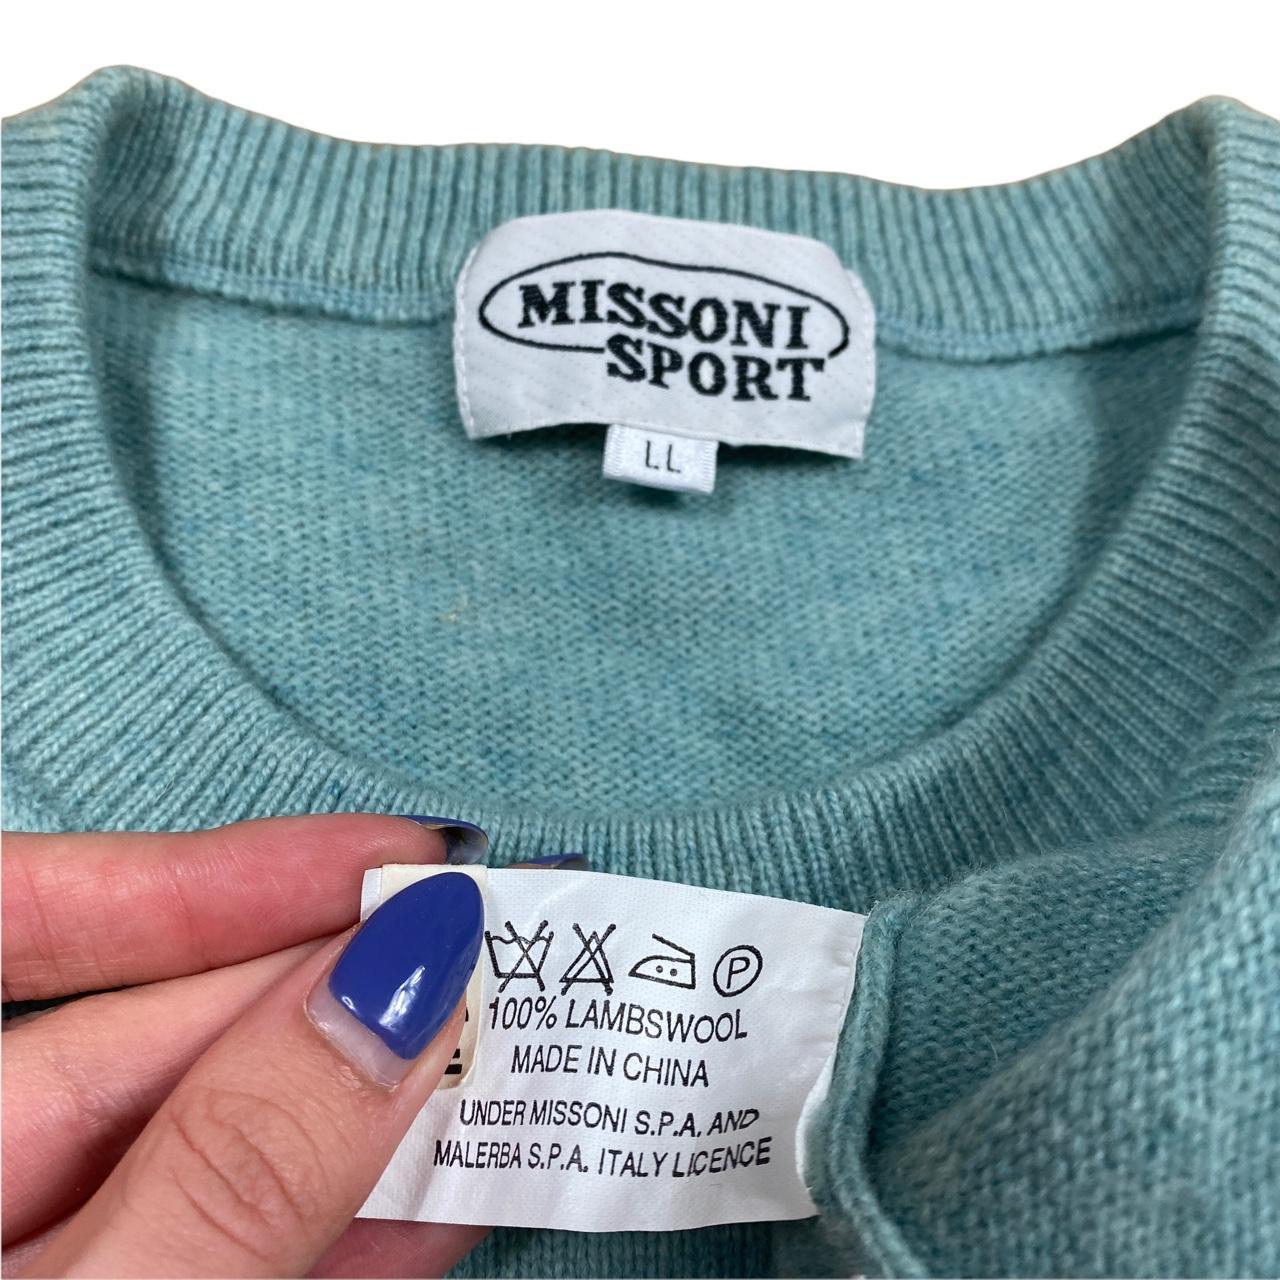 MISSONI
SPORT
LL
P
100% LAMBSWOOL
MADE IN CHINA
UNDER MISSONI S.P.A. AND
MALERBA S.P.A. ITALY LICENCE